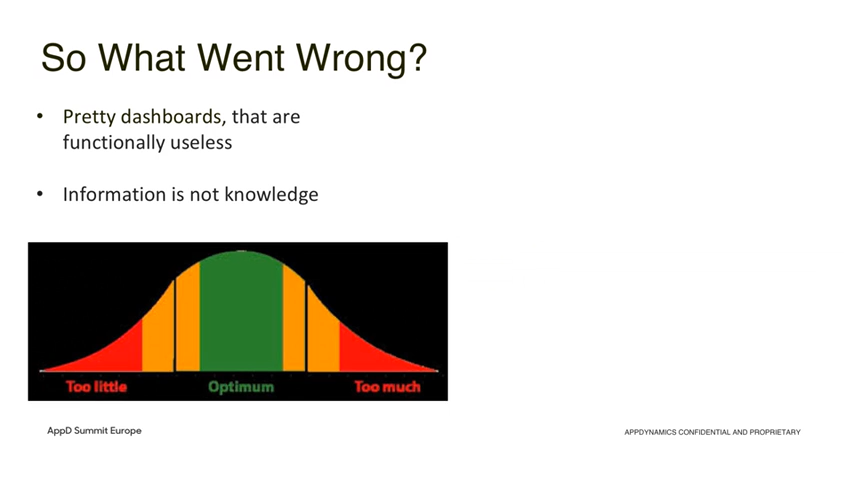 So What Went Wrong?
• Pretty dashboards, that are
functionally useless
• Information is not knowledge
Too little
Optimum
Too much
AppD Summit Europe
APPDYNAMICS CONFIDENTIAL AND PROPRIETARY